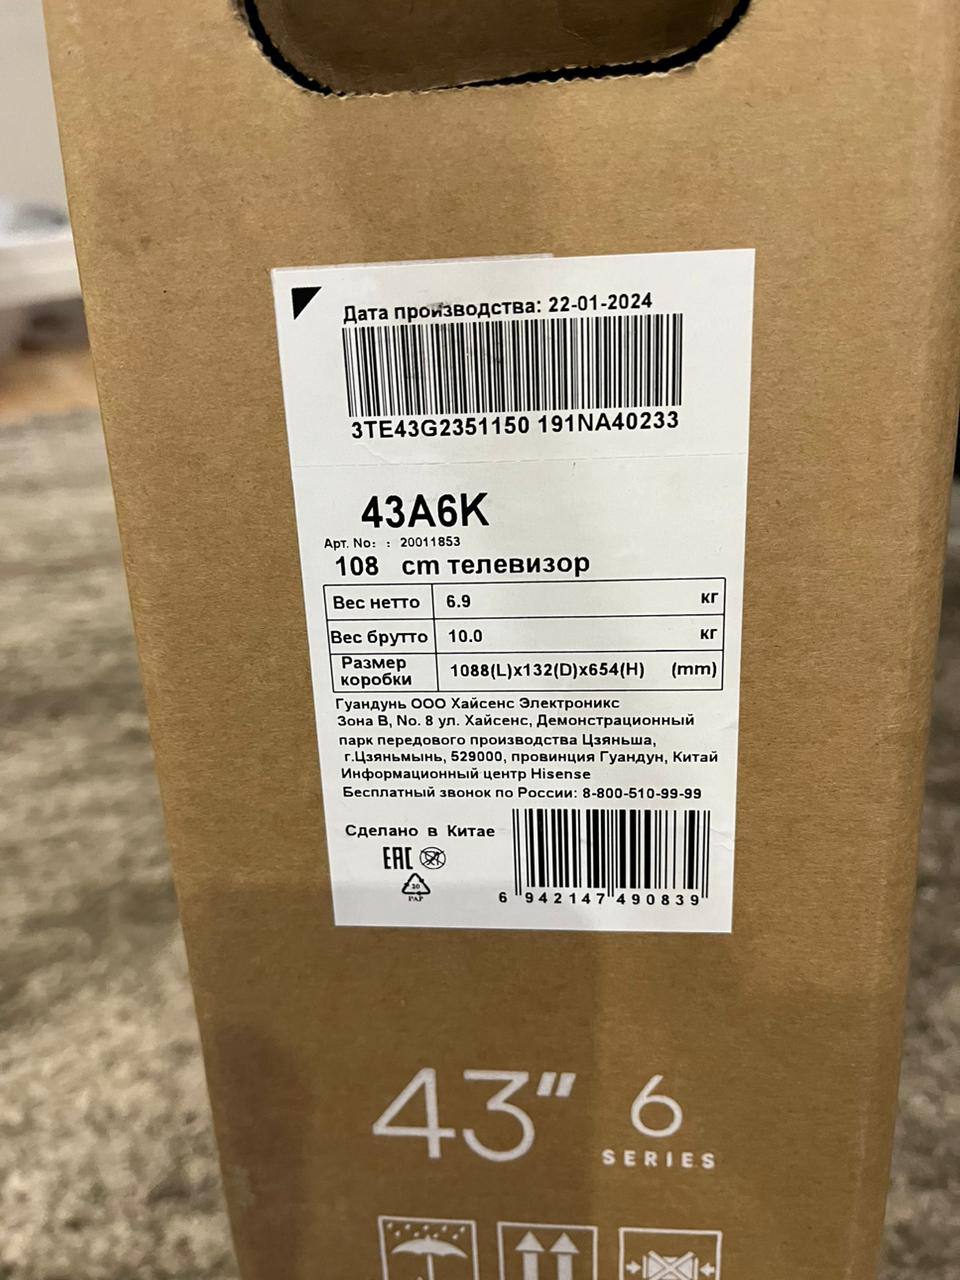 Дата производства: 22-01-2024
3TE43G2351150 191NA40233
43A6K
Арт. No: : 20011853
108 cm телевизор
Вес нетто 6.9 кг
Вес брутто 10.0 кг
Размер коробки 1088(L)x132(D)x654(H) (mm)
Гуандунь ООО Хайсенс Электроникс
Зона В, No. 8 ул. Хайсенс, Демонстрационный
парк передового производства Цзяньша,
г.Цзяньмынь, 529000, провинция Гуандун, Китай
Информационный центр Hisense
Бесплатный звонок по России: 8-800-510-99-99
Сделано в Китае
EAC
20
PAP
6 942147 490839
43" 6
SERIES